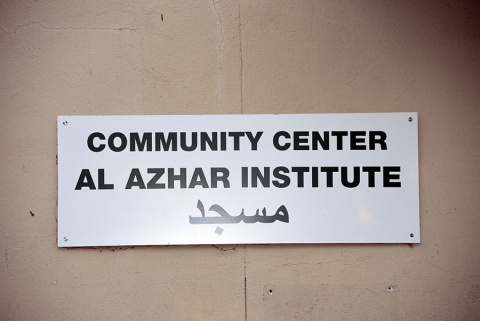 COMMUNITY CENTER
AL AZHAR INSTITUTE
مسجد